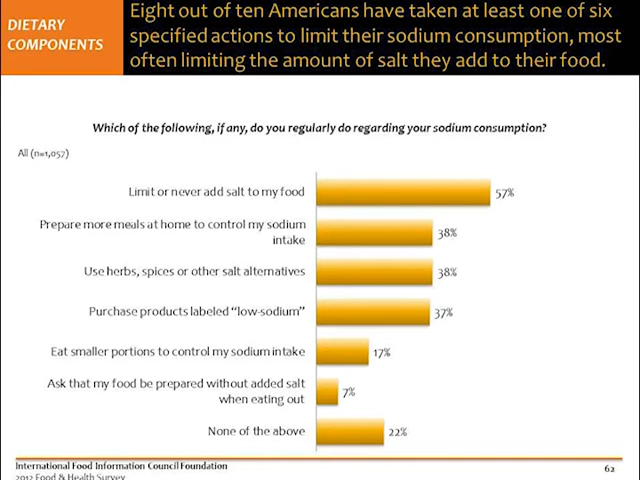 DIETARY
COMPONENTS
Eight out of ten Americans have taken at least one of six
specified actions to limit their sodium consumption, most
often limiting the amount of salt they add to their food.
Which of the following, if any, do you regularly do regarding your sodium consumption?
All (n=1,057)
Limit or never add salt to my food
57%
Prepare more meals at home to control my sodium
intake
38%
Use herbs, spices or other salt alternatives
38%
Purchase products labeled “low-sodium”
37%
Eat smaller portions to control my sodium intake
17%
Ask that my food be prepared without added salt
when eating out
7%
None of the above
22%
International Food Information Council Foundation
2012 Food & Health Survey
62